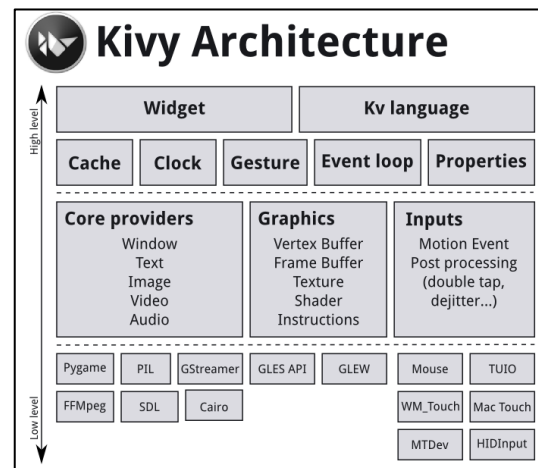 Kivy Architecture
High level
Widget
Kv language
Cache
Clock
Gesture
Event loop
Properties
Core providers
Window
Text
Image
Video
Audio
Graphics
Vertex Buffer
Frame Buffer
Texture
Shader
Instructions
Inputs
Motion Event
Post processing
(double tap,
dejitter...)
Low level
Pygame
PIL
GStreamer
GLES API
GLEW
Mouse
TUIO
FFMpeg
SDL
Cairo
WM_Touch
Mac Touch
MTDev
HIDInput